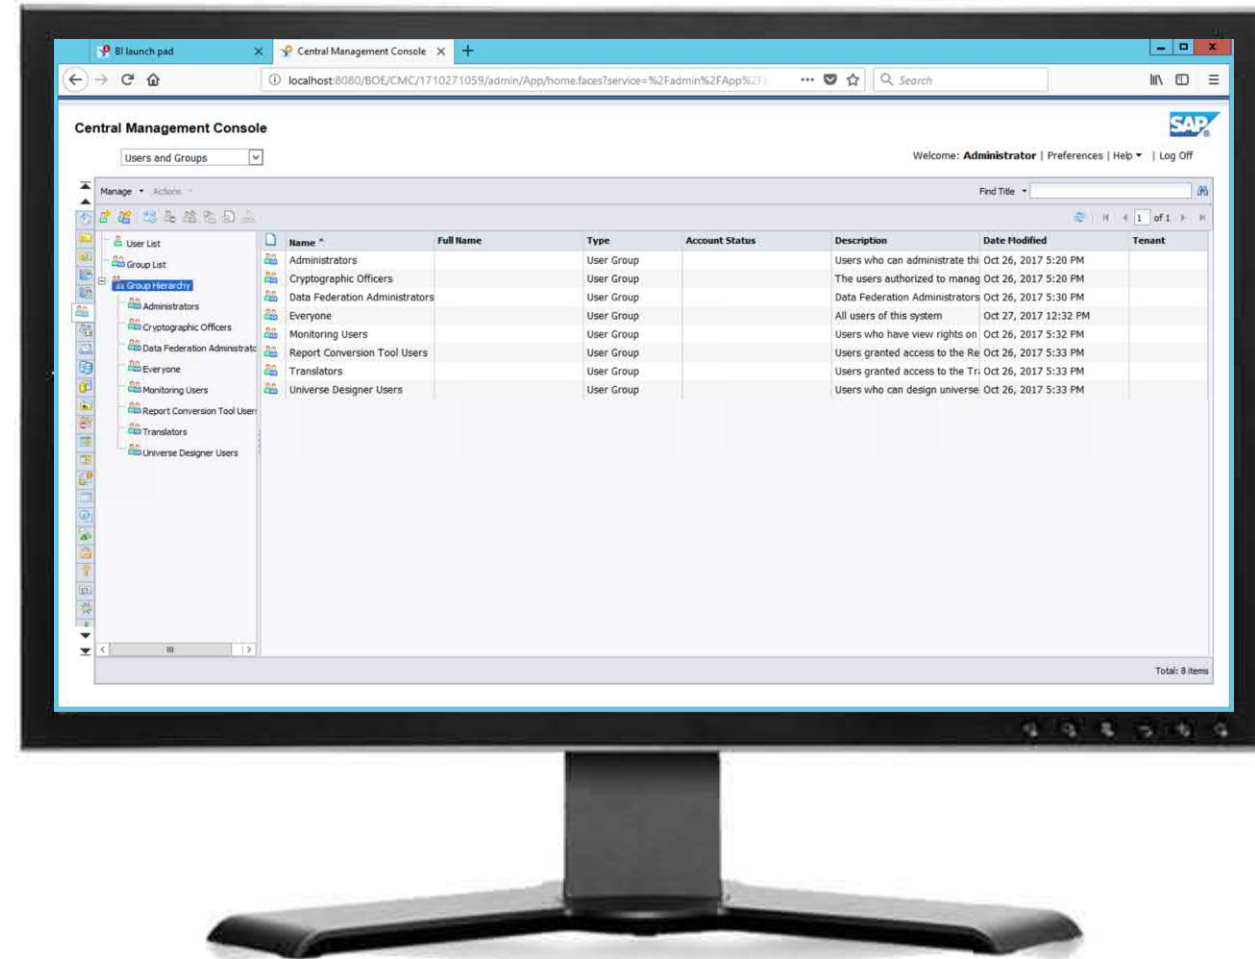 BI launch pad
Central Management Console
localhost:8080/BOE/CMC/1710271059/admin/App/home.faces?service=%2Fadmin%2FApp%2F
Search
Central Management Console
SAP
Users and Groups
Welcome: Administrator | Preferences | Help | Log Off
Manage Actions
Find Title
1 of 1
User List
Group List
Group Hierarchy
Administrators
Cryptographic Officers
Data Federation Administratc
Everyone
Monitoring Users
Report Conversion Tool Users
Translators
Universe Designer Users
Name Full Name Type Account Status Description Date Modified Tenant
Administrators User Group Users who can administrate thi Oct 26, 2017 5:20 PM
Cryptographic Officers User Group The users authorized to manag Oct 26, 2017 5:20 PM
Data Federation Administrators User Group Data Federation Administrators Oct 26, 2017 5:30 PM
Everyone User Group All users of this system Oct 27, 2017 12:32 PM
Monitoring Users User Group Users who have view rights on Oct 26, 2017 5:32 PM
Report Conversion Tool Users User Group Users granted access to the Re Oct 26, 2017 5:33 PM
Translators User Group Users granted access to the Tra Oct 26, 2017 5:33 PM
Universe Designer Users User Group Users who can design universe Oct 26, 2017 5:33 PM
Total: 8 items